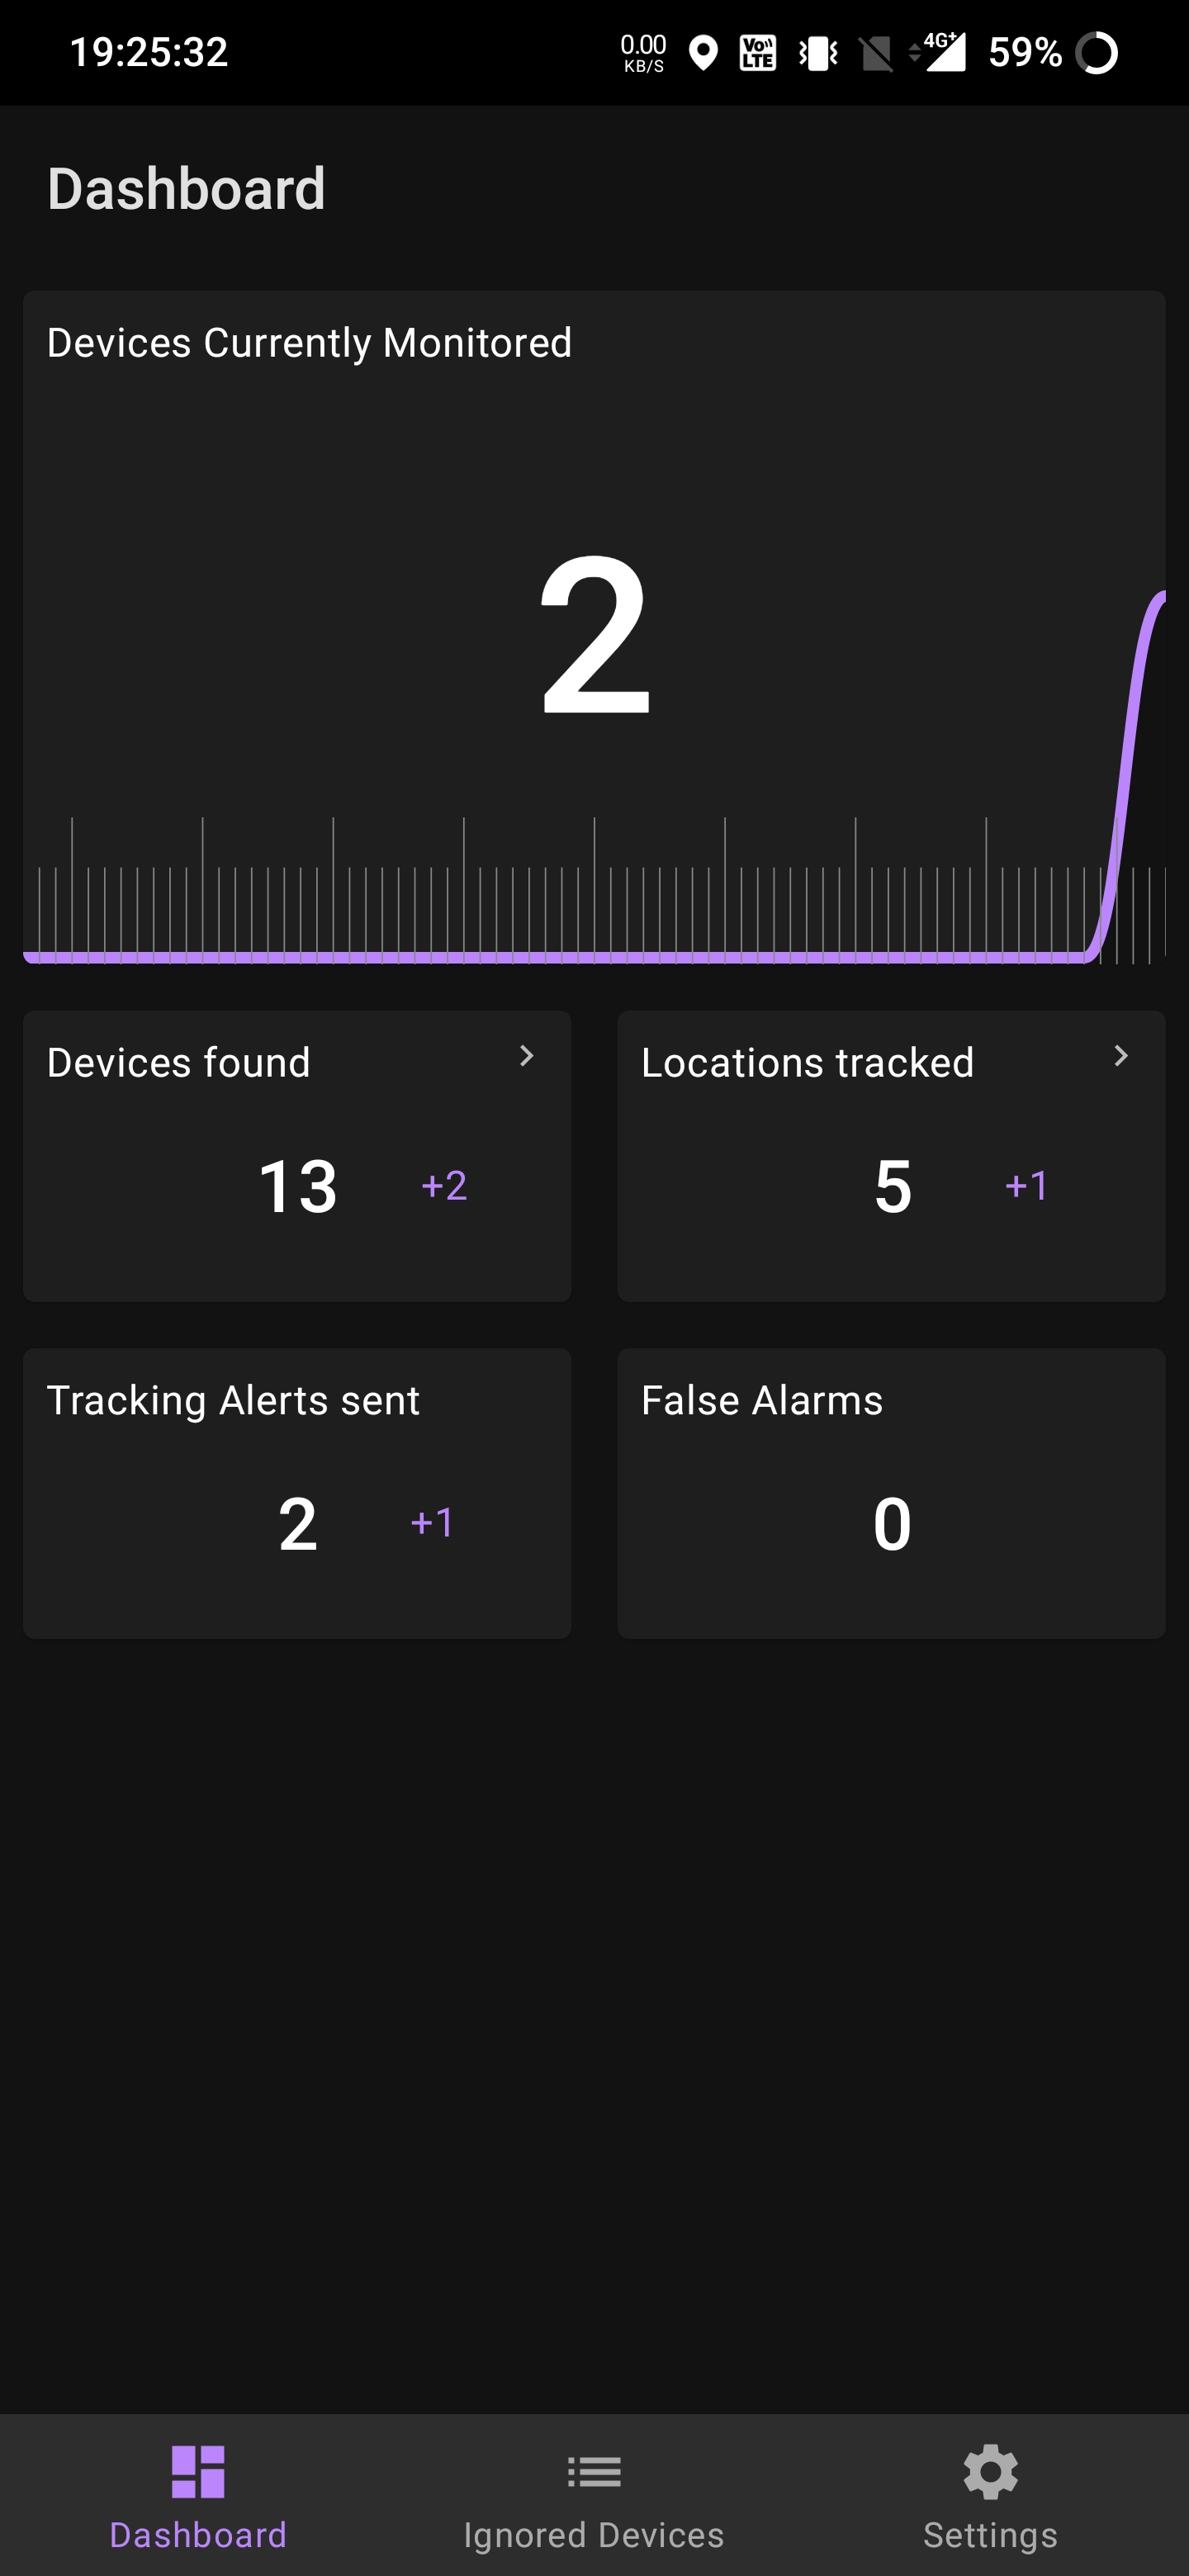 19:25:32
0.00
KB/S
Vo
LTE
4G+
59%
Dashboard
Devices Currently Monitored
2
Devices found
13 +2
Locations tracked
5 +1
Tracking Alerts sent
2 +1
False Alarms
0
Dashboard
Ignored Devices
Settings